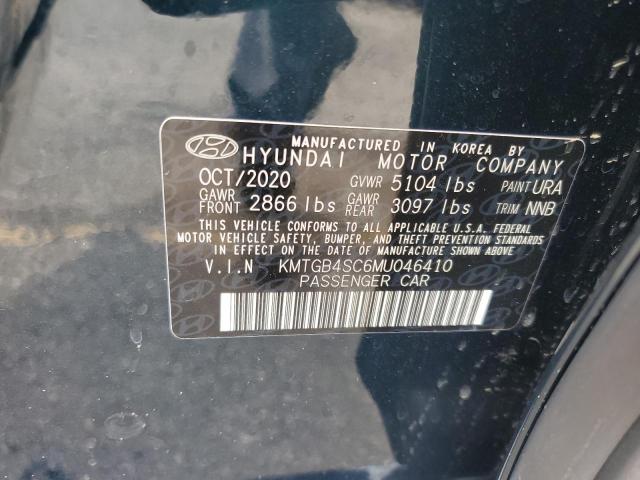 MANUFACTURED IN KOREA BY
HYUNDAI MOTOR COMPANY
OCT/2020 GVWR 5104 lbs PAINT URA
GAWR FRONT 2866 lbs GAWR REAR 3097 lbs TRIM NNB
THIS VEHICLE CONFORMS TO ALL APPLICABLE U.S.A. FEDERAL
MOTOR VEHICLE SAFETY, BUMPER, AND THEFT PREVENTION STANDARDS
IN EFFECT ON THE DATE OF MANUFACTURE SHOWN ABOVE.
V.I.N KMTGB4SC6MU046410
PASSENGER CAR